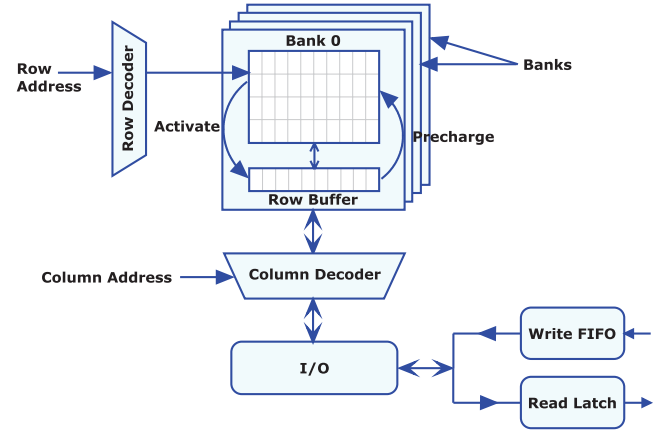 Bank 0
Row
Address
Row Decoder
Banks
Activate
Precharge
Row Buffer
Column Address
Column Decoder
Write FIFO
I/O
Read Latch